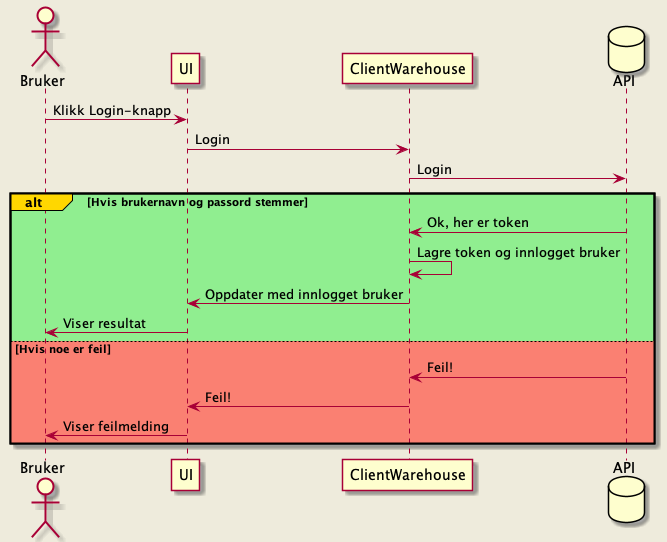 Bruker
UI
ClientWarehouse
API
Klikk Login-knapp
Login
Login
alt
[Hvis brukernavn og passord stemmer]
Ok, her er token
Lagre token og innlogget bruker
Oppdater med innlogget bruker
Viser resultat
[Hvis noe er feil]
Feil!
Feil!
Viser feilmelding
Bruker
UI
ClientWarehouse
API